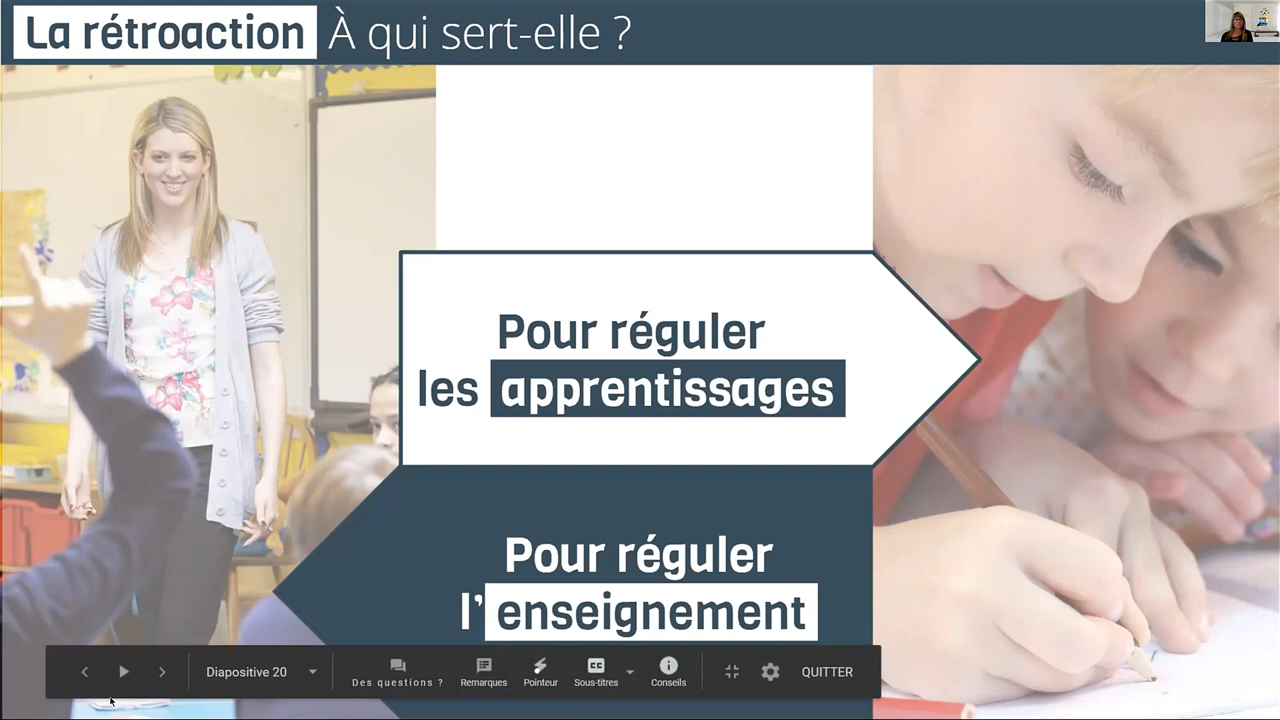 La rétroaction À qui sert-elle ?
Pour réguler
les apprentissages
Pour réguler
l'enseignement
Diapositive 20
Des questions ?
Remarques
Pointeur
Sous-titres
Conseils
QUITTER